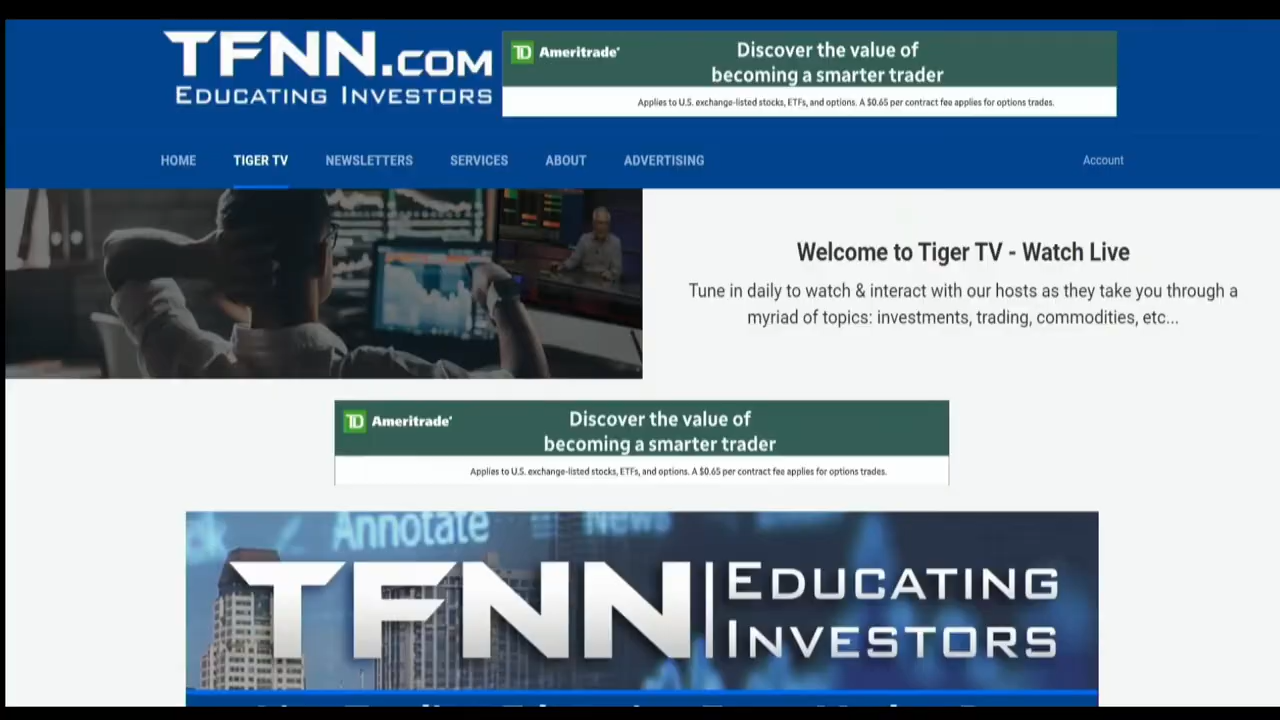 TFNN.COM
EDUCATING INVESTORS
TD Ameritrade
Discover the value of
becoming a smarter trader
Applies to U.S. exchange-listed stocks, ETFs, and options. A $0.65 per contract fee applies for options trades.
HOME TIGER TV NEWSLETTERS SERVICES ABOUT ADVERTISING Account
Welcome to Tiger TV - Watch Live
Tune in daily to watch & interact with our hosts as they take you through a
myriad of topics: investments, trading, commodities, etc...
TD Ameritrade
Discover the value of
becoming a smarter trader
Applies to U.S. exchange-listed stocks, ETFs, and options. A $0.65 per contract fee applies for options trades.
Annotate News
TFNN EDUCATING
INVESTORS